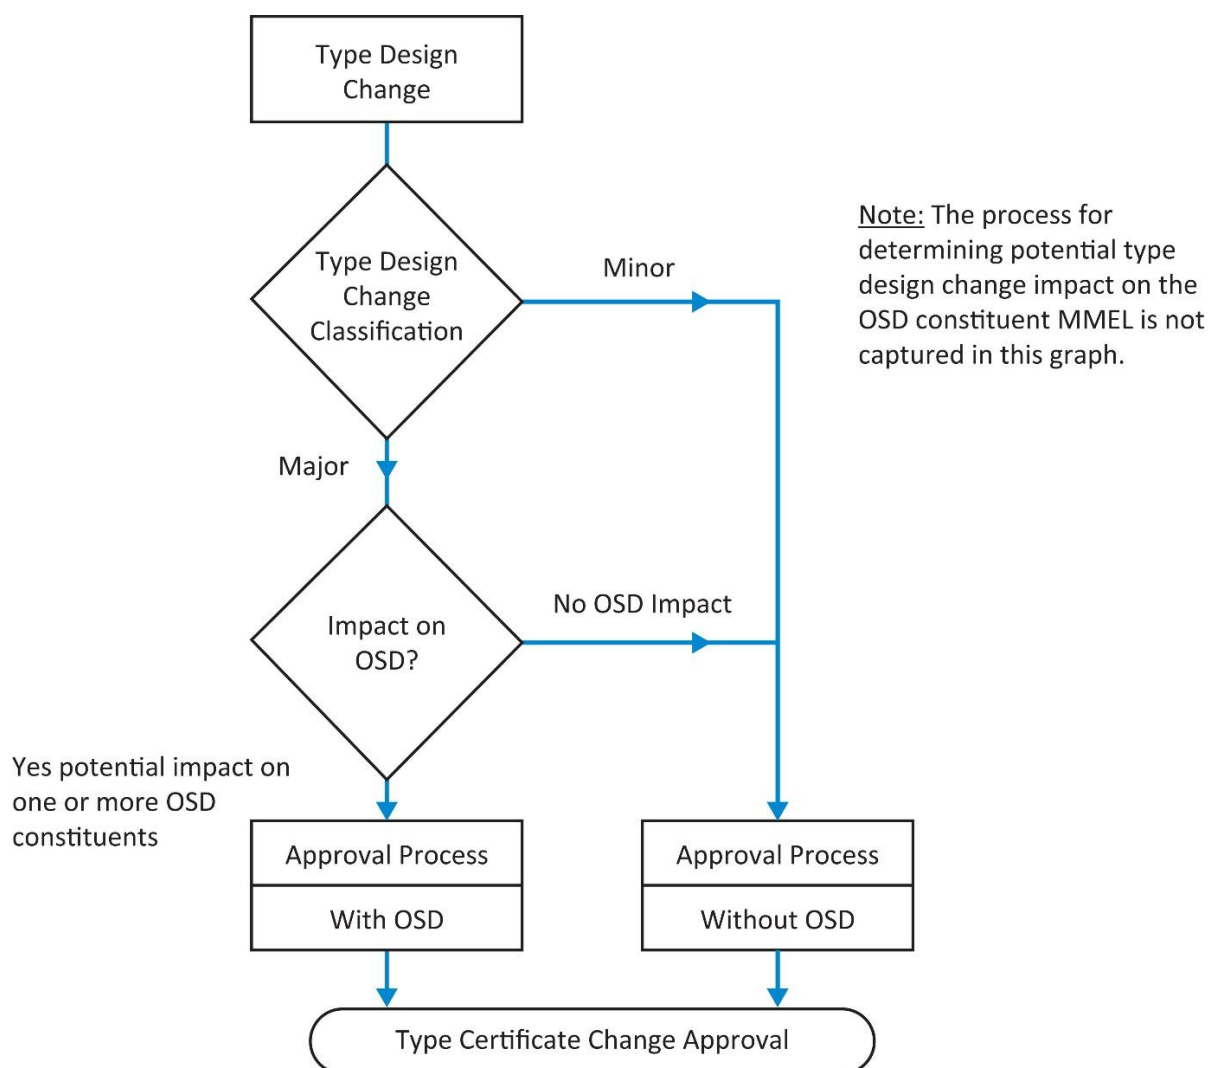 Type Design
Change
Type Design
Change
Classification
Minor
Note: The process for
determining potential type
design change impact on the
OSD constituent MMEL is not
captured in this graph.
Major
Impact on
OSD?
No OSD Impact
Yes potential impact on
one or more OSD
constituents
Approval Process
With OSD
Approval Process
Without OSD
Type Certificate Change Approval